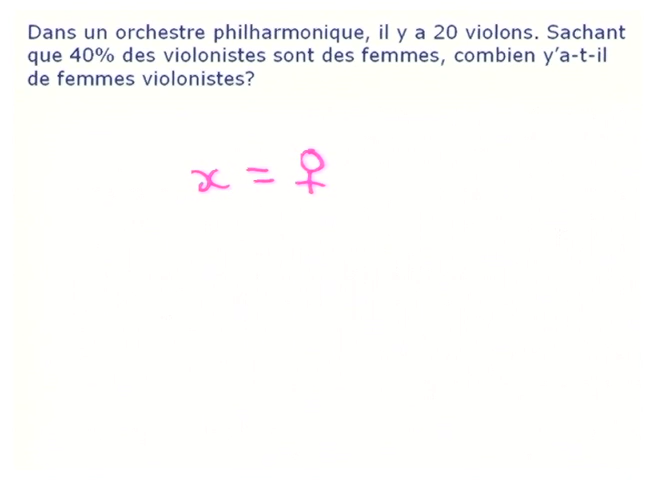 Dans un orchestre philharmonique, il y a 20 violons. Sachant
que 40% des violonistes sont des femmes, combien y’a-t-il
de femmes violonistes?
x = ♀